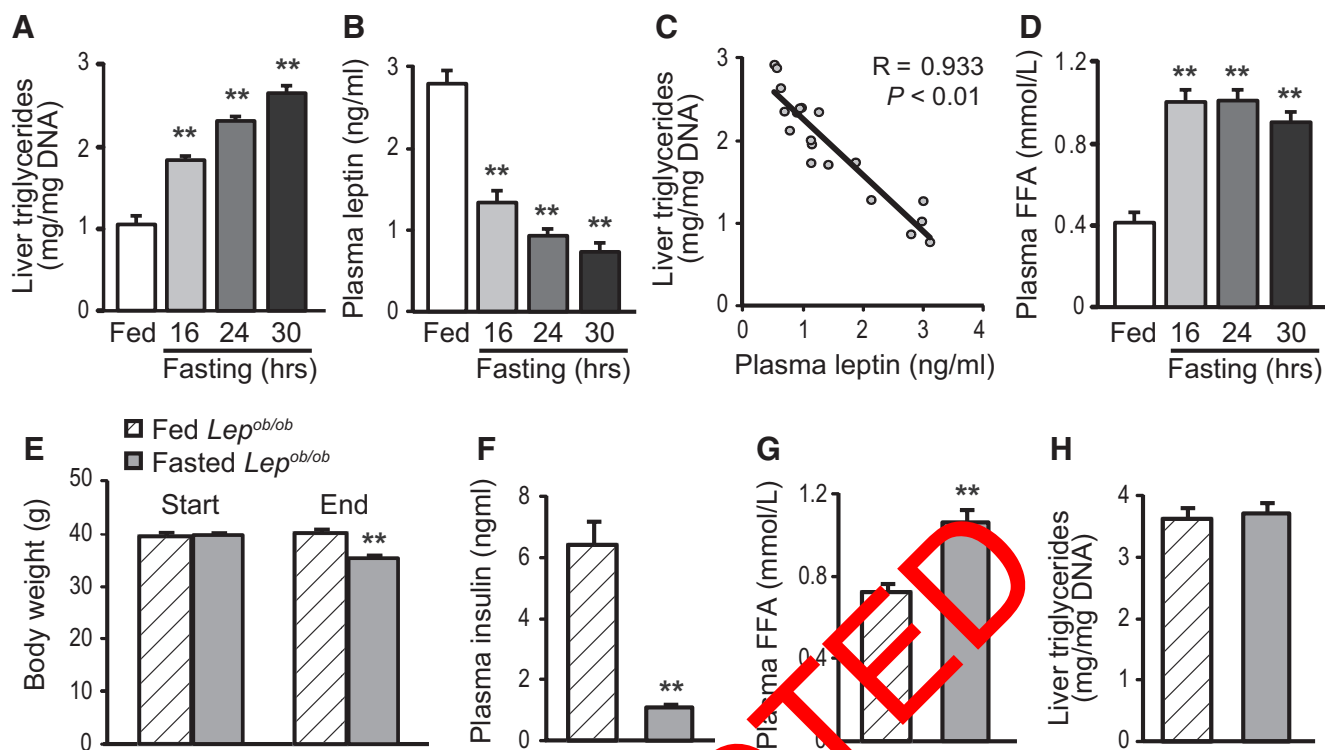 A
Liver triglycerides
(mg/mg DNA)
3
2
1
0
**
**
**
Fed 16 24 30
Fasting (hrs)
B
Plasma leptin (ng/ml)
3
2
1
0
**
**
**
Fed 16 24 30
Fasting (hrs)
C
Liver triglycerides
(mg/mg DNA)
3
2
1
0
R = 0.933
P < 0.01
0 1 2 3 4
Plasma leptin (ng/ml)
D
Plasma FFA (mmol/L)
1.2
0.8
0.4
0
**
**
**
Fed 16 24 30
Fasting (hrs)
Fed Lep^ob/ob
Fasted Lep^ob/ob
E
Body weight (g)
50
40
30
20
10
0
Start End
**
F
Plasma insulin (ngml)
8
6
4
2
0
**
G
Plasma FFA (mmol/L)
1.2
0.8
0.4
**
H
Liver triglycerides
(mg/mg DNA)
4
3
2
1
0
TED